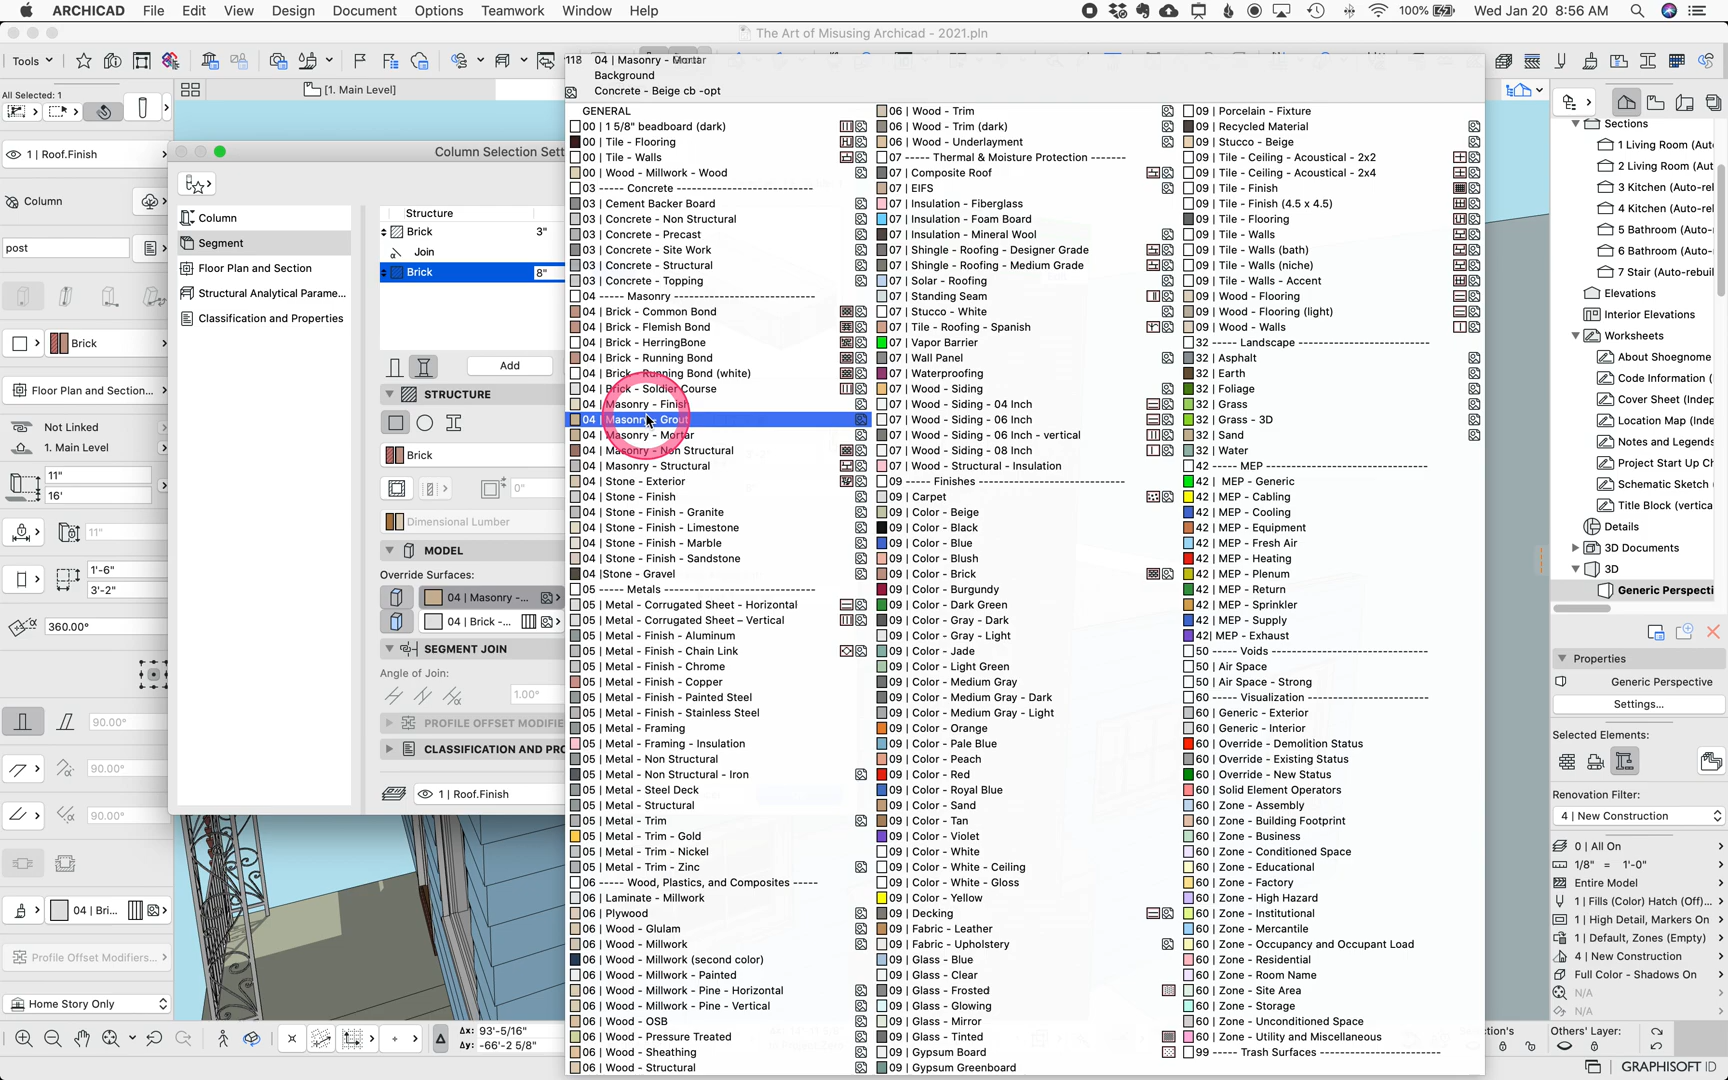 ARCHICAD File Edit View Design Document Options Teamwork Window Help
100% Wed Jan 20 8:56 AM
The Art of Misusing Archicad - 2021.pln
Tools
All Selected: 1
[1. Main Level]
1 | Roof.Finish
Column
post
Brick
Floor Plan and Section...
Not Linked
1. Main Level
11"
16'
11"
1'-6"
3'-2"
360.00°
90.00°
90.00°
90.00°
04 | Bri...
Profile Offset Modifiers...
Home Story Only
Column Selection Sett
Column
Segment
Floor Plan and Section
Structural Analytical Parame...
Classification and Properties
Structure
Brick 3"
Join
Brick 8"
Add
STRUCTURE
Brick
0"
Dimensional Lumber
MODEL
Override Surfaces:
04 | Masonry -...
04 | Brick -...
SEGMENT JOIN
Angle of Join:
1.00°
PROFILE OFFSET MODIFIE
CLASSIFICATION AND PRO
1 | Roof.Finish
04 | Masonry - Mortar
Background
Concrete - Beige cb -opt
GENERAL
00 | 1 5/8" beadboard (dark)
00 | Tile - Flooring
00 | Tile - Walls
00 | Wood - Millwork - Wood
03 ----- Concrete --------------------------
03 | Cement Backer Board
03 | Concrete - Non Structural
03 | Concrete - Precast
03 | Concrete - Site Work
03 | Concrete - Structural
03 | Concrete - Topping
04 ----- Masonry ---------------------------
04 | Brick - Common Bond
04 | Brick - Flemish Bond
04 | Brick - HerringBone
04 | Brick - Running Bond
04 | Brick - Running Bond (white)
04 | Brick - Soldier Course
04 | Masonry - Finish
04 | Masonry - Grout
04 | Masonry - Mortar
04 | Masonry - Non Structural
04 | Masonry - Structural
04 | Stone - Exterior
04 | Stone - Finish
04 | Stone - Finish - Granite
04 | Stone - Finish - Limestone
04 | Stone - Finish - Marble
04 | Stone - Finish - Sandstone
04 |Stone - Gravel
05 ----- Metals ----------------------------
05 | Metal - Corrugated Sheet - Horizontal
05 | Metal - Corrugated Sheet – Vertical
05 | Metal - Finish - Aluminum
05 | Metal - Finish - Chain Link
05 | Metal - Finish - Chrome
05 | Metal - Finish - Copper
05 | Metal - Finish - Painted Steel
05 | Metal - Finish - Stainless Steel
05 | Metal - Framing
05 | Metal - Framing - Insulation
05 | Metal - Non Structural
05 | Metal - Non Structural - Iron
05 | Metal - Steel Deck
05 | Metal - Structural
05 | Metal - Trim
05 | Metal - Trim - Gold
05 | Metal - Trim - Nickel
05 | Metal - Trim - Zinc
06 ----- Wood, Plastics, and Composites -----
06 | Laminate - Millwork
06 | Plywood
06 | Wood - Glulam
06 | Wood - Millwork
06 | Wood - Millwork (second color)
06 | Wood - Millwork - Painted
06 | Wood - Millwork - Pine - Horizontal
06 | Wood - Millwork - Pine - Vertical
06 | Wood - OSB
06 | Wood - Pressure Treated
06 | Wood - Sheathing
06 | Wood - Structural
06 | Wood - Trim
06 | Wood - Trim (dark)
06 | Wood - Underlayment
07 ----- Thermal & Moisture Protection -------
07 | Composite Roof
07 | EIFS
07 | Insulation - Fiberglass
07 | Insulation - Foam Board
07 | Insulation - Mineral Wool
07 | Shingle - Roofing - Designer Grade
07 | Shingle - Roofing - Medium Grade
07 | Solar - Roofing
07 | Standing Seam
07 | Stucco - White
07 | Tile - Roofing - Spanish
07 | Vapor Barrier
07 | Wall Panel
07 | Waterproofing
07 | Wood - Siding
07 | Wood - Siding - 04 Inch
07 | Wood - Siding - 06 Inch
07 | Wood - Siding - 06 Inch - vertical
07 | Wood - Siding - 08 Inch
07 | Wood - Structural - Insulation
09 ----- Finishes ---------------------------
09 | Carpet
09 | Color - Beige
09 | Color - Black
09 | Color - Blue
09 | Color - Blush
09 | Color - Brick
09 | Color - Burgundy
09 | Color - Dark Green
09 | Color - Gray - Dark
09 | Color - Gray - Light
09 | Color - Jade
09 | Color - Light Green
09 | Color - Medium Gray
09 | Color - Medium Gray - Dark
09 | Color - Medium Gray - Light
09 | Color - Orange
09 | Color - Pale Blue
09 | Color - Peach
09 | Color - Red
09 | Color - Royal Blue
09 | Color - Sand
09 | Color - Tan
09 | Color - Violet
09 | Color - White
09 | Color - White - Ceiling
09 | Color - White - Gloss
09 | Color - Yellow
09 | Decking
09 | Fabric - Leather
09 | Fabric - Upholstery
09 | Glass - Blue
09 | Glass - Clear
09 | Glass - Frosted
09 | Glass - Glowing
09 | Glass - Mirror
09 | Glass - Tinted
09 | Gypsum Board
09 | Gypsum Greenboard
09 | Porcelain - Fixture
09 | Recycled Material
09 | Stucco - Beige
09 | Tile - Ceiling - Acoustical - 2x2
09 | Tile - Ceiling - Acoustical - 2x4
09 | Tile - Finish
09 | Tile - Finish (4.5 x 4.5)
09 | Tile - Flooring
09 | Tile - Walls
09 | Tile - Walls (bath)
09 | Tile - Walls (niche)
09 | Tile - Walls - Accent
09 | Wood - Flooring
09 | Wood - Flooring (light)
09 | Wood - Walls
32 ----- Landscape ------------------------
32 | Asphalt
32 | Earth
32 | Foliage
32 | Grass
32 | Grass - 3D
32 | Sand
32 | Water
42 ----- MEP ------------------------------
42 | MEP - Generic
42 | MEP - Cabling
42 | MEP - Cooling
42 | MEP - Equipment
42 | MEP - Fresh Air
42 | MEP - Heating
42 | MEP - Plenum
42 | MEP - Return
42 | MEP - Sprinkler
42 | MEP - Supply
42| MEP - Exhaust
50 ----- Voids ----------------------------
50 | Air Space
50 | Air Space - Strong
60 ----- Visualization ----------------------
60 | Generic - Exterior
60 | Generic - Interior
60 | Override - Demolition Status
60 | Override - Existing Status
60 | Override - New Status
60 | Solid Element Operators
60 | Zone - Assembly
60 | Zone - Building Footprint
60 | Zone - Business
60 | Zone - Conditioned Space
60 | Zone - Educational
60 | Zone - Factory
60 | Zone - High Hazard
60 | Zone - Institutional
60 | Zone - Mercantile
60 | Zone - Occupancy and Occupant Load
60 | Zone - Residential
60 | Zone - Room Name
60 | Zone - Site Area
60 | Zone - Storage
60 | Zone - Unconditioned Space
60 | Zone - Utility and Miscellaneous
99 ----- Trash Surfaces --------------------
Sections
1 Living Room (Aut
2 Living Room (Aut
3 Kitchen (Auto-rel
4 Kitchen (Auto-rel
5 Bathroom (Auto-
6 Bathroom (Auto-
7 Stair (Auto-rebuil
Elevations
Interior Elevations
Worksheets
About Shoegnome
Code Information (
Cover Sheet (Indep
Location Map (Inde
Notes and Legends
Project Start Up Ch
Schematic Sketch
Title Block (vertica
Details
3D Documents
3D
Generic Perspecti
Properties
Generic Perspective
Settings...
Selected Elements:
Renovation Filter:
4 | New Construction
0 | All On
1/8" = 1'-0"
Entire Model
1 | Fills (Color) Hatch (Off)...
1 | High Detail, Markers On
1 | Default, Zones (Empty)
4 | New Construction
Full Color - Shadows On
N/A
N/A
Δx: 93'-5/16"
Δy: -66'-2 5/8"
ction's
Others' Layer:
GRAPHISOFT ID